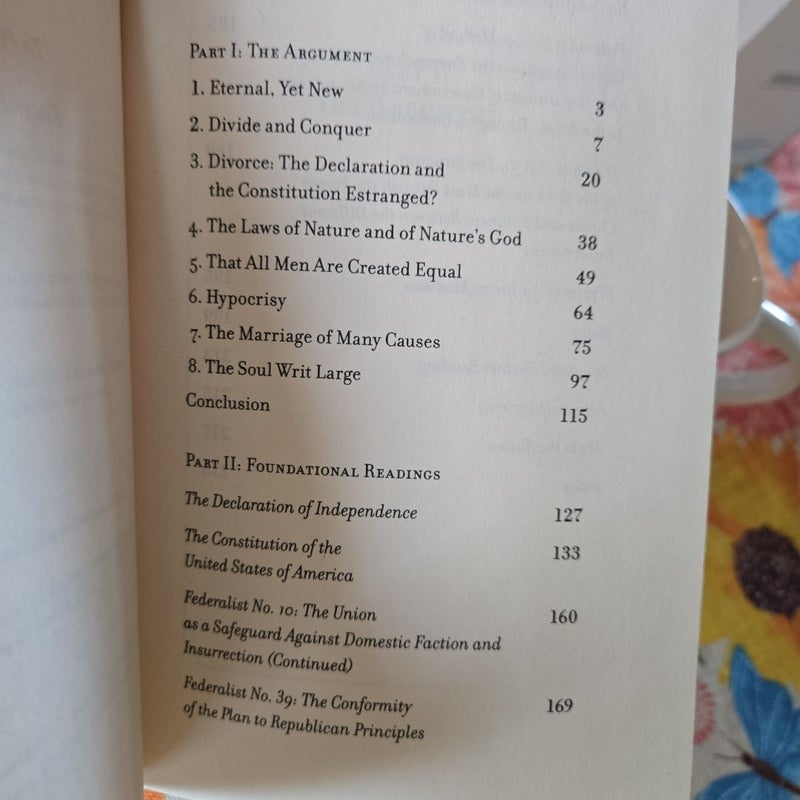 PART I: THE ARGUMENT
1. Eternal, Yet New 3
2. Divide and Conquer 7
3. Divorce: The Declaration and 20
the Constitution Estranged?
4. The Laws of Nature and of Nature's God 38
5. That All Men Are Created Equal 49
6. Hypocrisy 64
7. The Marriage of Many Causes 75
8. The Soul Writ Large 97
Conclusion 115
PART II: FOUNDATIONAL READINGS
The Declaration of Independence 127
The Constitution of the 133
United States of America
Federalist No. 10: The Union 160
as a Safeguard Against Domestic Faction and
Insurrection (Continued)
Federalist No. 39: The Conformity 169
of the Plan to Republican Principles